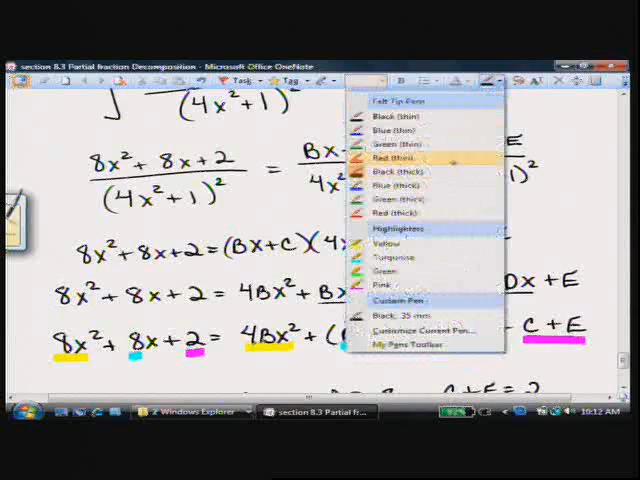 section 8.3 Partial fraction Decomposition - Microsoft Office OneNote
Task Tag B A
(4x² + 1)²
Felt Tip Pens
Black (thin)
Blue (thin)
Green (thin)
Red (thin)
Black (thick)
Blue (thick)
Green (thick)
Red (thick)
Highlighters
Yellow
Turquoise
Green
Pink
Custom Pen
Black, .35 mm
Customize Current Pen...
My Pens Toolbar
8x² + 8x + 2 = Bx E
(4x² + 1)² 4x² )²
8x² + 8x + 2 = (Bx + C)(4x
8x² + 8x + 2 = 4Bx² + Bx Dx + E
8x² + 8x + 2 = 4Bx² + ( C + E
C + E = 2
2 Windows Explorer section 8.3 Partial fract... 92% 10:12 AM